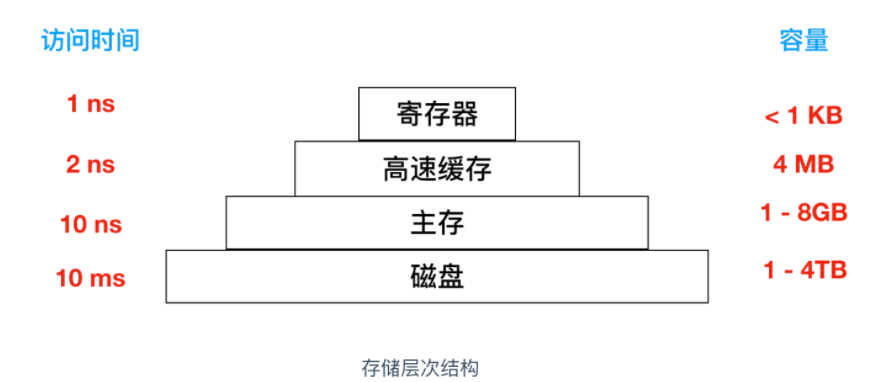 访问时间 容量
1 ns 寄存器 < 1 KB
2 ns 高速缓存 4 MB
10 ns 主存 1 - 8GB
10 ms 磁盘 1 - 4TB
存储层次结构